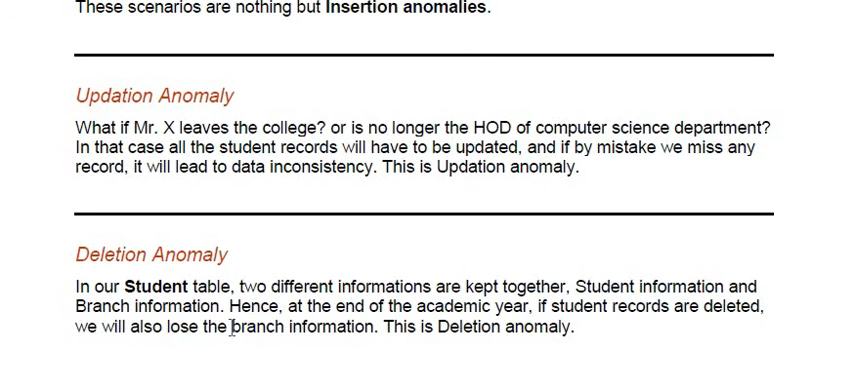 These scenarios are nothing but Insertion anomalies.
Updation Anomaly
What if Mr. X leaves the college? or is no longer the HOD of computer science department?
In that case all the student records will have to be updated, and if by mistake we miss any
record, it will lead to data inconsistency. This is Updation anomaly.
Deletion Anomaly
In our Student table, two different informations are kept together, Student information and
Branch information. Hence, at the end of the academic year, if student records are deleted,
we will also lose the branch information. This is Deletion anomaly.